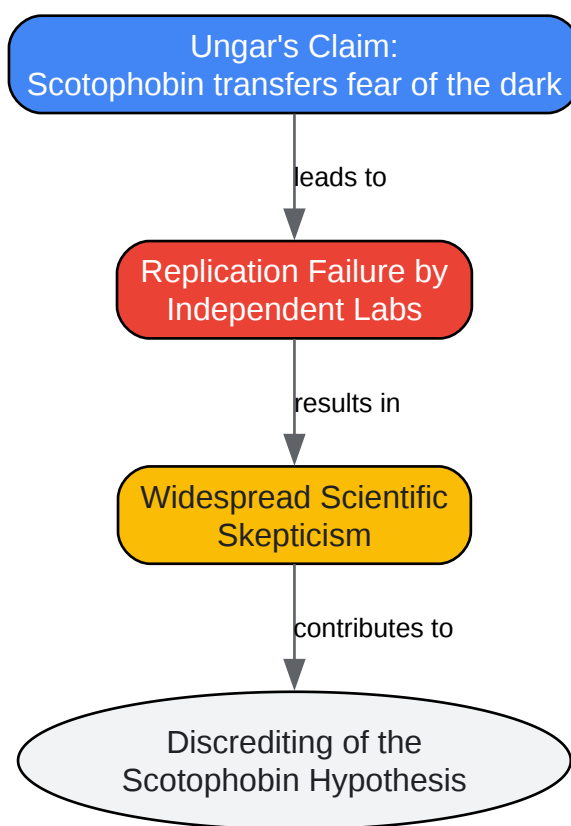 Ungar's Claim:
Scotophobin transfers fear of the dark
leads to
Replication Failure by
Independent Labs
results in
Widespread Scientific
Skepticism
contributes to
Discrediting of the
Scotophobin Hypothesis